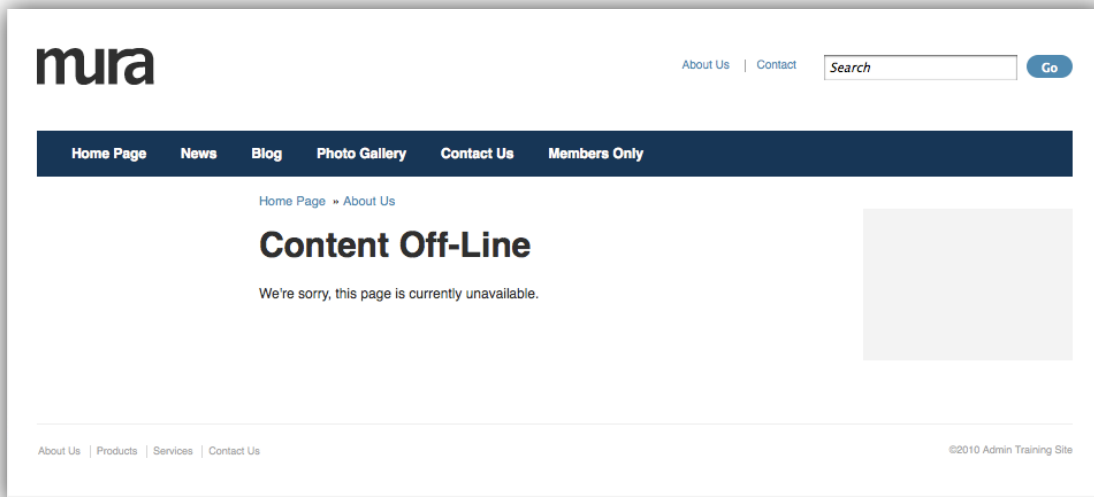 mura
About Us | Contact Search Go
Home Page News Blog Photo Gallery Contact Us Members Only
Home Page » About Us
Content Off-Line
We're sorry, this page is currently unavailable.
About Us | Products | Services | Contact Us ©2010 Admin Training Site